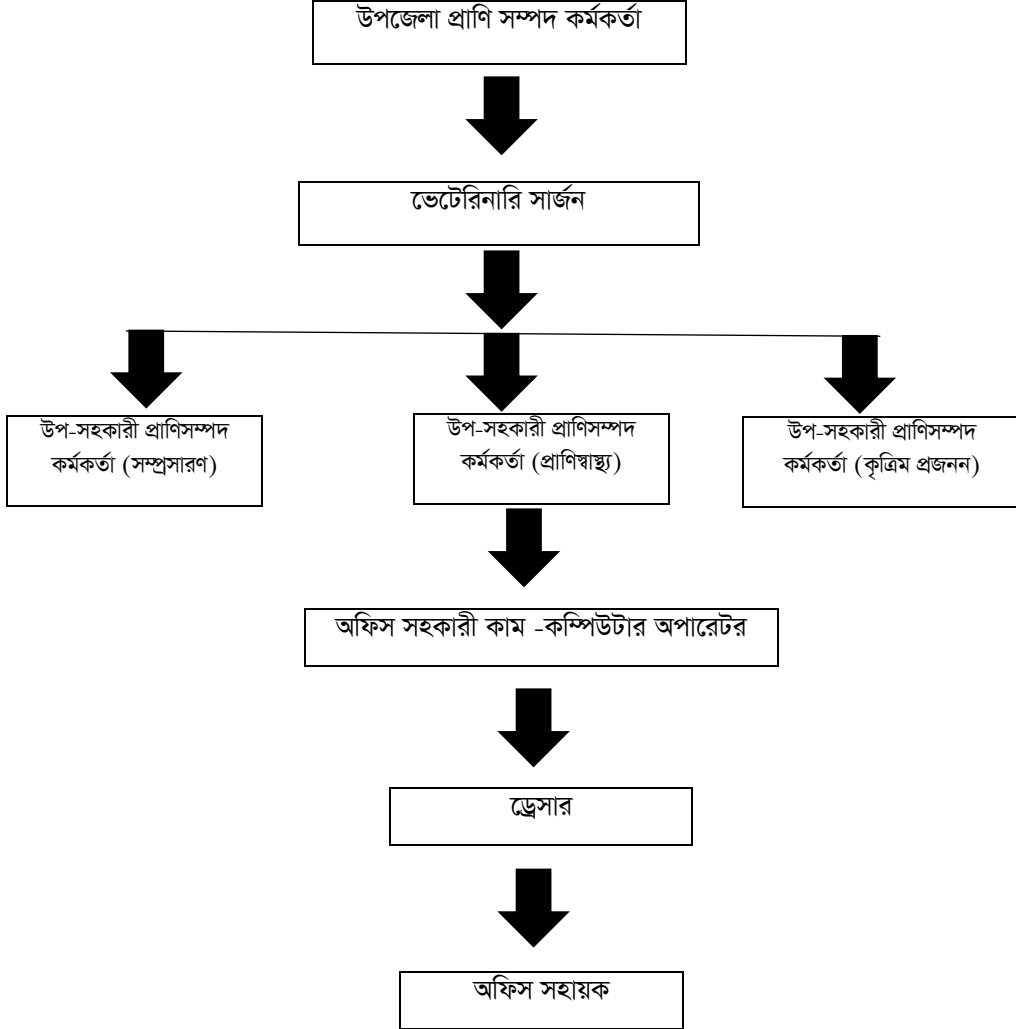 উপজেলা প্রাণি সম্পদ কর্মকর্তা
ভেটেরিনারি সার্জন
উপ-সহকারী প্রাণিসম্পদ
কর্মকর্তা (সম্প্রসারণ)
উপ-সহকারী প্রাণিসম্পদ
কর্মকর্তা (প্রাণিস্বাস্থ্য)
উপ-সহকারী প্রাণিসম্পদ
কর্মকর্তা (কৃত্রিম প্রজনন)
অফিস সহকারী কাম -কম্পিউটার অপারেটর
ড্রেসার
অফিস সহায়ক